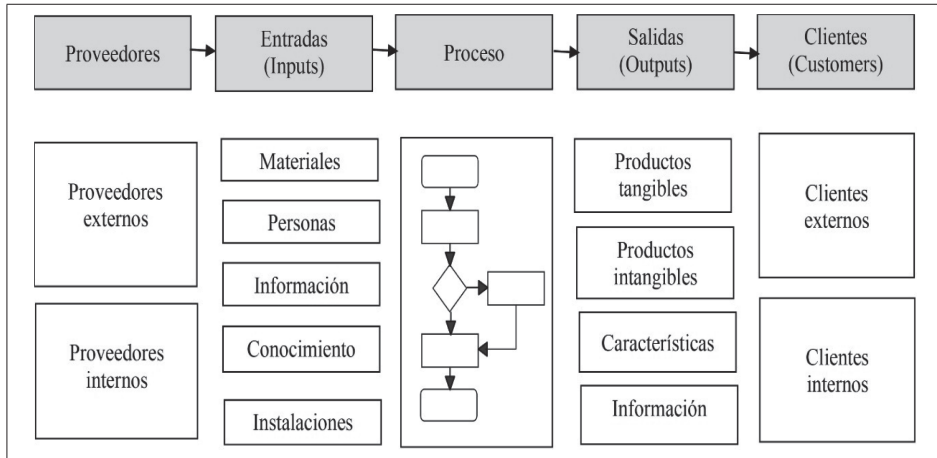 Proveedores
Entradas
(Inputs)
Proceso
Salidas
(Outputs)
Clientes
(Customers)
Proveedores
externos
Proveedores
internos
Materiales
Personas
Información
Conocimiento
Instalaciones
Productos
tangibles
Productos
intangibles
Características
Información
Clientes
externos
Clientes
internos